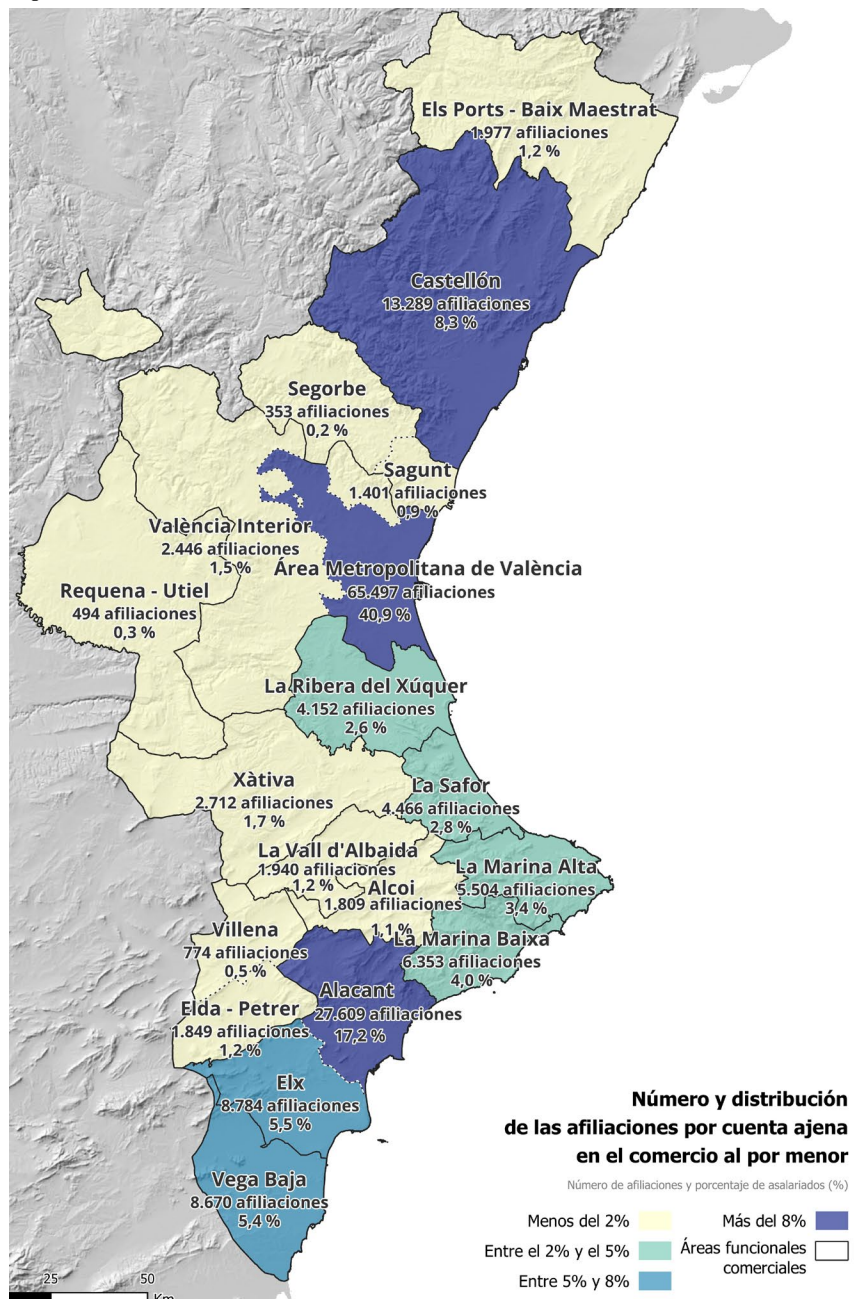 Els Ports - Baix Maestrat
1.977 afiliaciones
1,2 %
Castellón
13.289 afiliaciones
8,3 %
Segorbe
353 afiliaciones
0,2 %
Sagunt
1.401 afiliaciones
0,9 %
València Interior
2.446 afiliaciones
1,5 %
Área Metropolitana de València
65.497 afiliaciones
40,9 %
Requena - Utiel
494 afiliaciones
0,3 %
La Ribera del Xúquer
4.152 afiliaciones
2,6 %
Xàtiva
2.712 afiliaciones
1,7 %
La Safor
4.466 afiliaciones
2,8 %
La Vall d'Albaida
1.940 afiliaciones
1,2 %
Alcoi
1.809 afiliaciones
1,1 %
La Marina Alta
5.504 afiliaciones
3,4 %
Villena
774 afiliaciones
0,5 %
La Marina Baixa
6.353 afiliaciones
4,0 %
Alacant
27.609 afiliaciones
17,2 %
Elda - Petrer
1.849 afiliaciones
1,2 %
Elx
8.784 afiliaciones
5,5 %
Vega Baja
8.670 afiliaciones
5,4 %
Número y distribución
de las afiliaciones por cuenta ajena
en el comercio al por menor
Número de afiliaciones y porcentaje de asalariados (%)
Menos del 2%
Más del 8%
Entre el 2% y el 5%
Áreas funcionales
comerciales
Entre 5% y 8%
25 50
Km